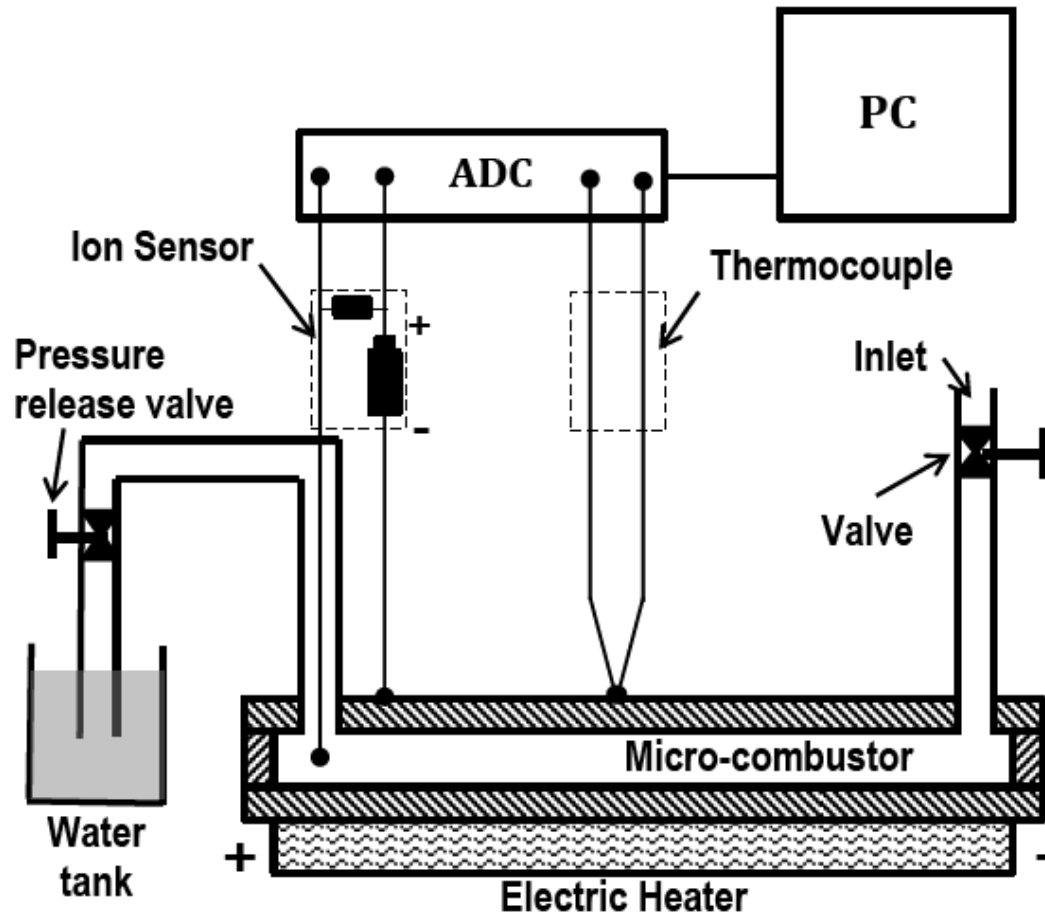 PC
ADC
Ion Sensor
Thermocouple
+
-
Pressure
release valve
Inlet
Valve
Micro-combustor
Water
tank
+
-
Electric Heater